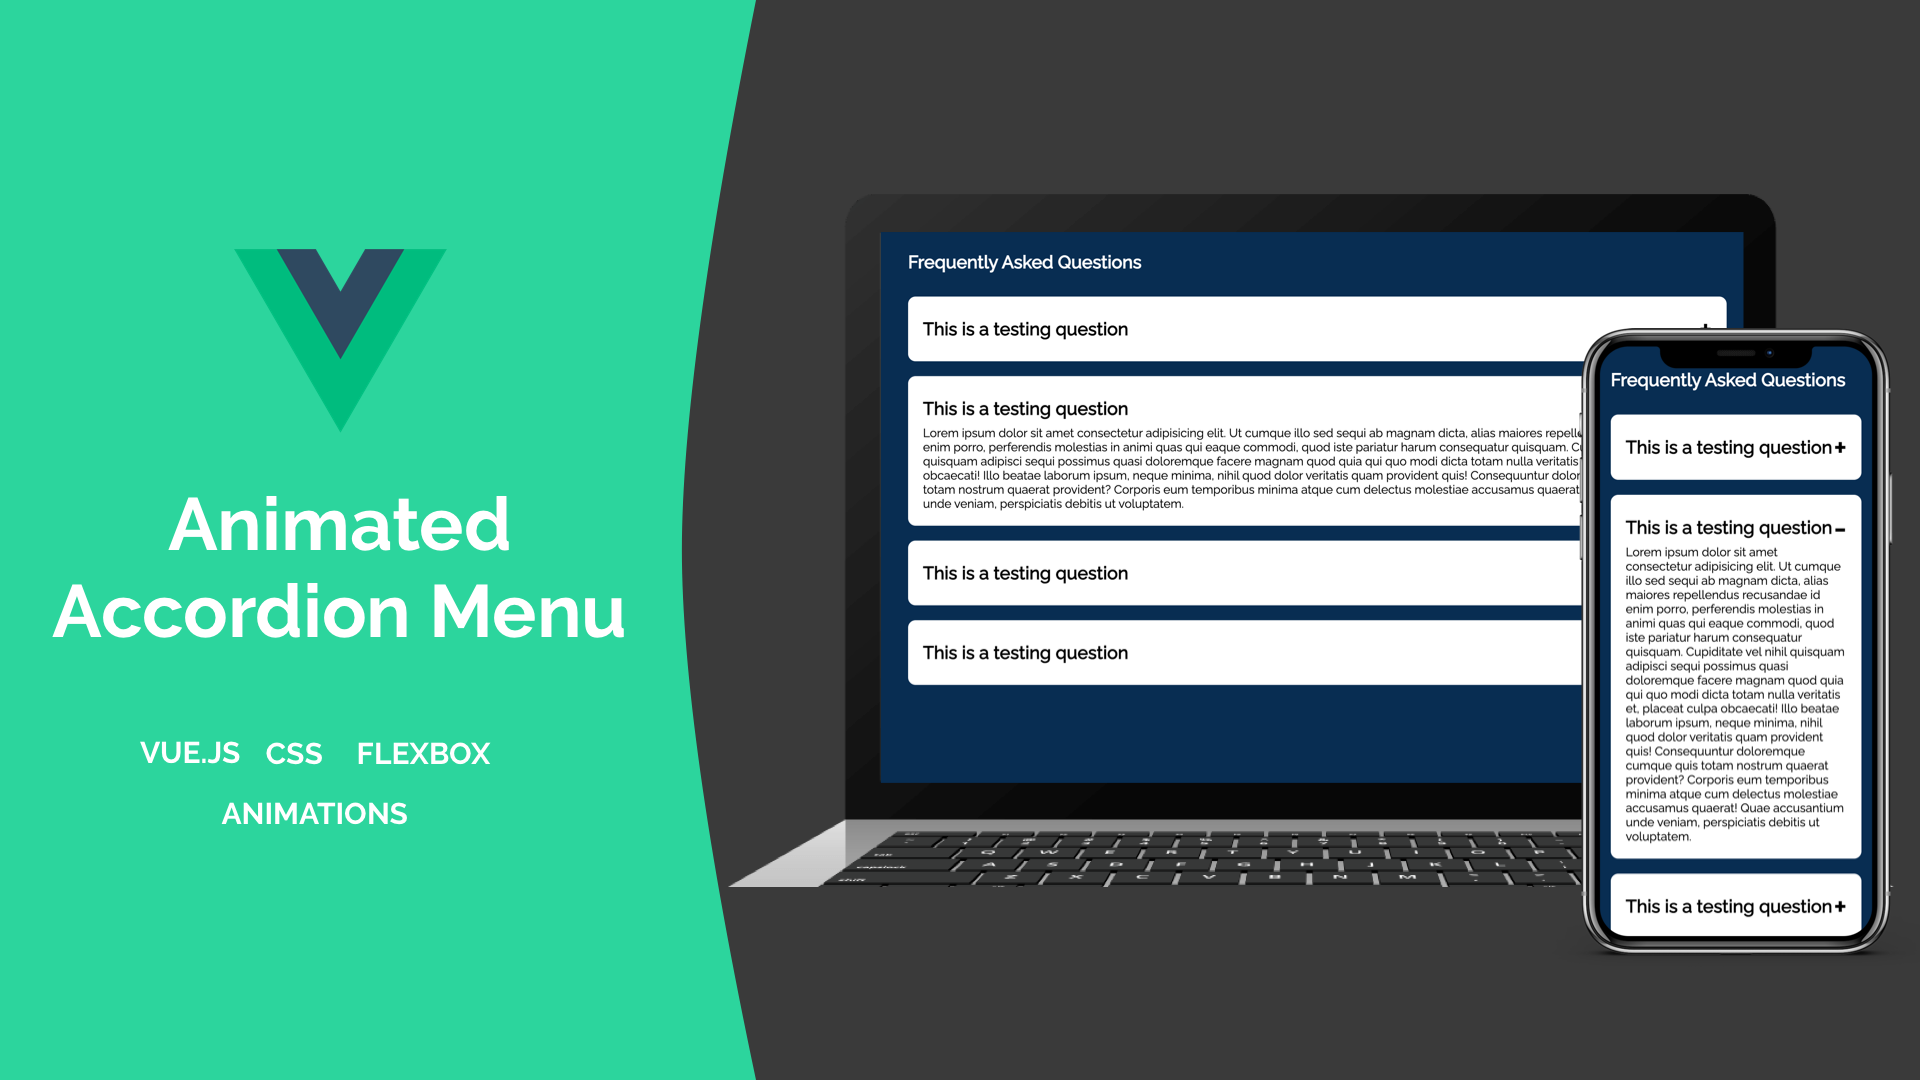 Animated
Accordion Menu
VUE.JS CSS FLEXBOX
ANIMATIONS
Frequently Asked Questions
This is a testing question
This is a testing question
Lorem ipsum dolor sit amet consectetur adipisicing elit. Ut cumque illo sed sequi ab magnam dicta, alias maiores
enim porro, perferendis molestias in animi quas qui eaque commodi, quod iste pariatur harum consequatur quisquam.
quisquam adipisci sequi possimus quasi doloremque facere magnam quod quia qui quo modi dicta totam nulla veritatis
obcaecati! Illo beatae laborum ipsum, neque minima, nihil quod dolor veritatis quam provident quis! Consequuntur
totam nostrum quaerat provident? Corporis eum temporibus minima atque cum delectus molestiae accusamus quaerat
unde veniam, perspiciatis debitis ut voluptatem.
This is a testing question
This is a testing question
Frequently Asked Questions
This is a testing question +
This is a testing question –
Lorem ipsum dolor sit amet
consectetur adipisicing elit. Ut cumque
illo sed sequi ab magnam dicta, alias
maiores repellendus recusandae id
enim porro, perferendis molestias in
animi quas qui eaque commodi, quod
iste pariatur harum consequatur
quisquam. Cupiditate vel nihil quisquam
adipisci sequi possimus quasi
doloremque facere magnam quod quia
qui quo modi dicta totam nulla veritatis
et, placeat culpa obcaecati! Illo beatae
laborum ipsum, neque minima, nihil
quod dolor veritatis quam provident
quis! Consequuntur doloremque
cumque quis totam nostrum quaerat
provident? Corporis eum temporibus
minima atque cum delectus molestiae
accusamus quaerat! Quae accusantium
unde veniam, perspiciatis debitis ut
voluptatem.
This is a testing question +
tab Q W E R T Y U I O P
capslock A S D F G H J K L
shift Z X C V B N M